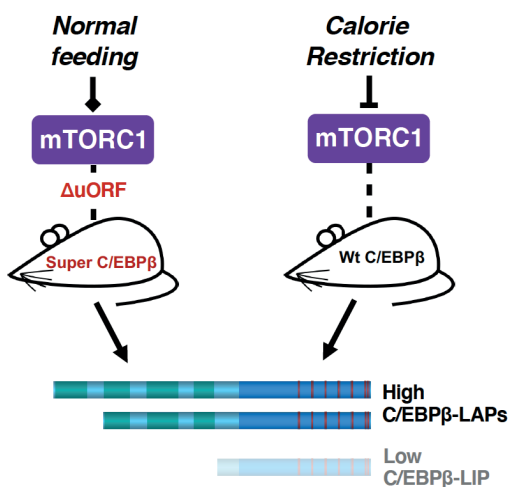 Normal
feeding
Calorie
Restriction
mTORC1
mTORC1
ΔuORF
Super C/EBPβ
Wt C/EBPβ
High
C/EBPβ-LAPs
Low
C/EBPβ-LIP